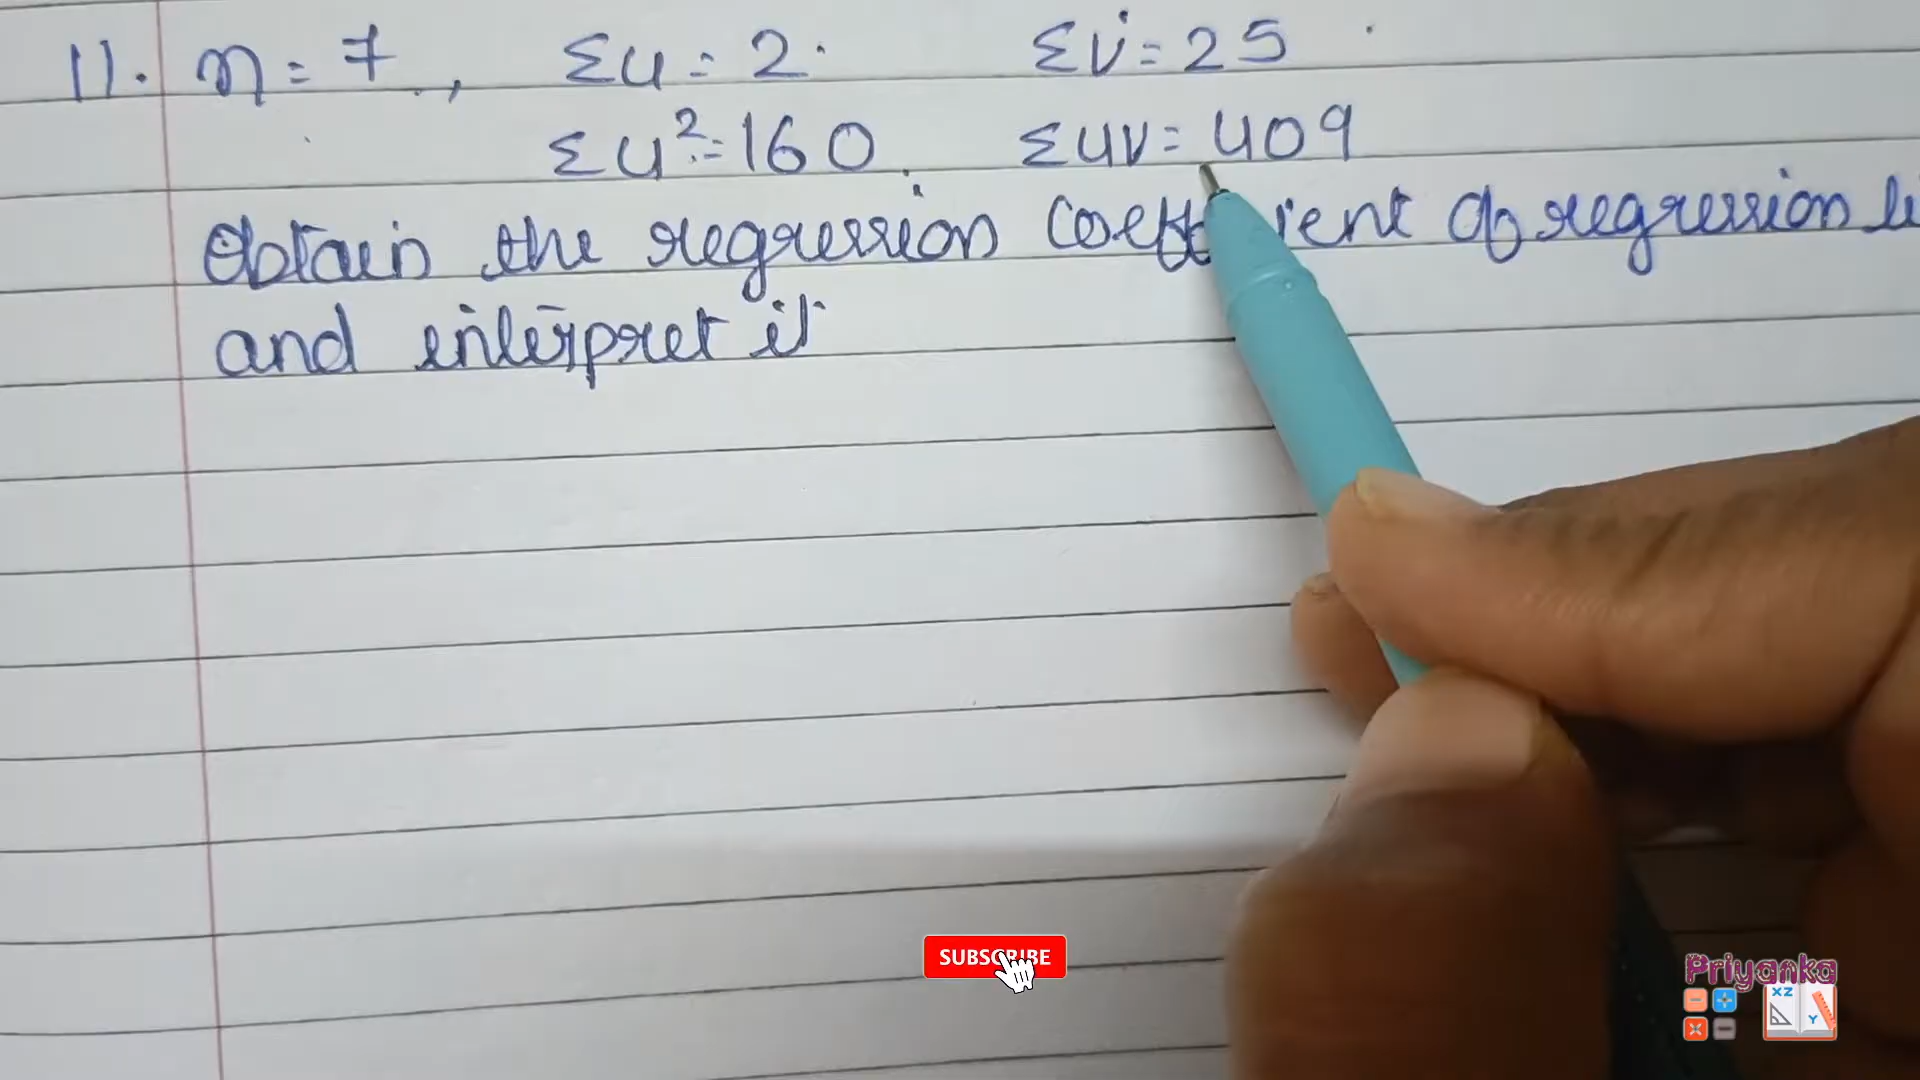 11. n = 7, Σu = 2. Σv = 25
Σu² = 160. Σuv = 409
Obtain the regression of regression
and interpret it
SUBSCRIBE
Priyanka
XZ
Y